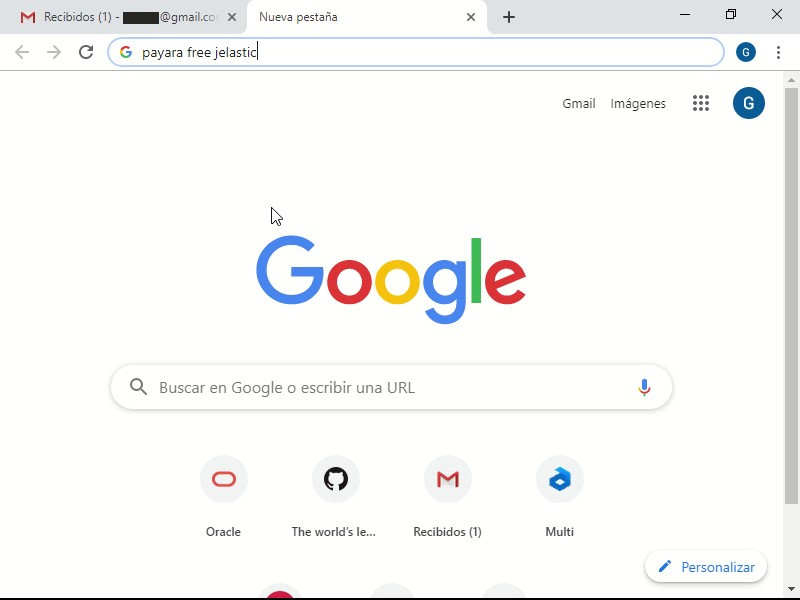 Recibidos (1) - @gmail.co
Nueva pestaña
payara free jelastic
G
Gmail
Imágenes
G
Google
Buscar en Google o escribir una URL
Oracle
The world's le...
Recibidos (1)
Multi
Personalizar